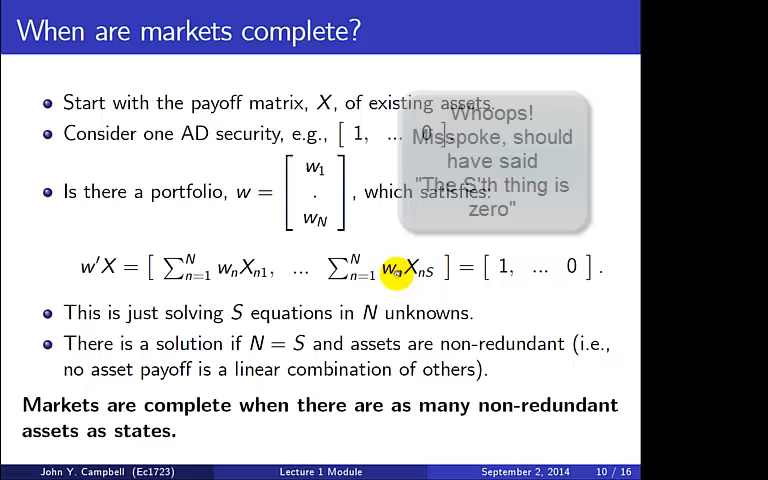 When are markets complete?
Start with the payoff matrix, X, of existing assets.
Consider one AD security, e.g., [ 1, ... 0 ].
Is there a portfolio, w = [ w₁ . w_N ], which satisfies:
w′X = [ ∑ᴺₙ₌₁ wₙXₙ₁, ... ∑ᴺₙ₌₁ wₙXₙS ] = [ 1, ... 0 ] .
This is just solving S equations in N unknowns.
There is a solution if N = S and assets are non-redundant (i.e.,
no asset payoff is a linear combination of others).
Markets are complete when there are as many non-redundant
assets as states.
Whoops!
Misspoke, should
have said
"The S'th thing is
zero"
John Y. Campbell (Ec1723) Lecture 1 Module September 2, 2014 10 / 16